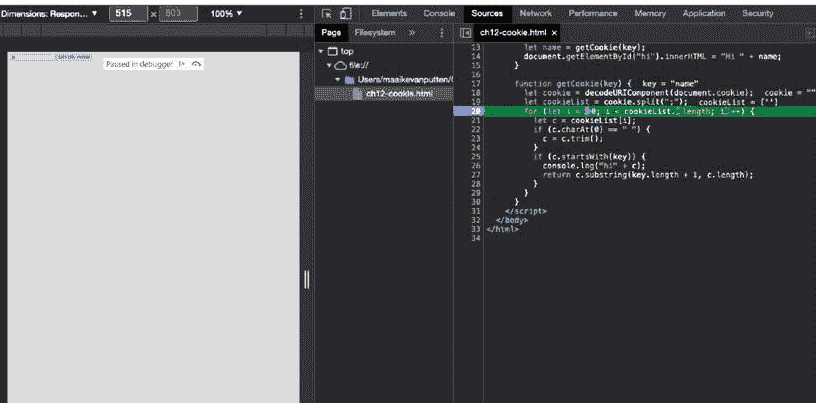 Dimensions: Respon... ▼ 515 × 803 100% ▼
Elements Console Sources Network Performance Memory Application Security
Page Filesystem »
ch12-cookie.html ×
Paused in debugger
top
file://
Users/maaikevanputten/
ch12-cookie.html
13 let name = getCookie(key);
14 document.getElementById("hi").innerHTML = "Hi " + name;
15 }
16
17 function getCookie(key) { key = "name"
18 let cookie = decodeURIComponent(document.cookie); cookie = ""
19 let cookieList = cookie.split(";"); cookieList = [""]
20 for (let i = 0; i < cookieList.length; i++) {
21 let c = cookieList[i];
22 if (c.charAt(0) == " ") {
23 c = c.trim();
24 }
25 if (c.startsWith(key)) {
26 console.log("hi" + c);
27 return c.substring(key.length + 1, c.length);
28 }
29 }
30 }
31 </script>
32 </body>
33 </html>
34